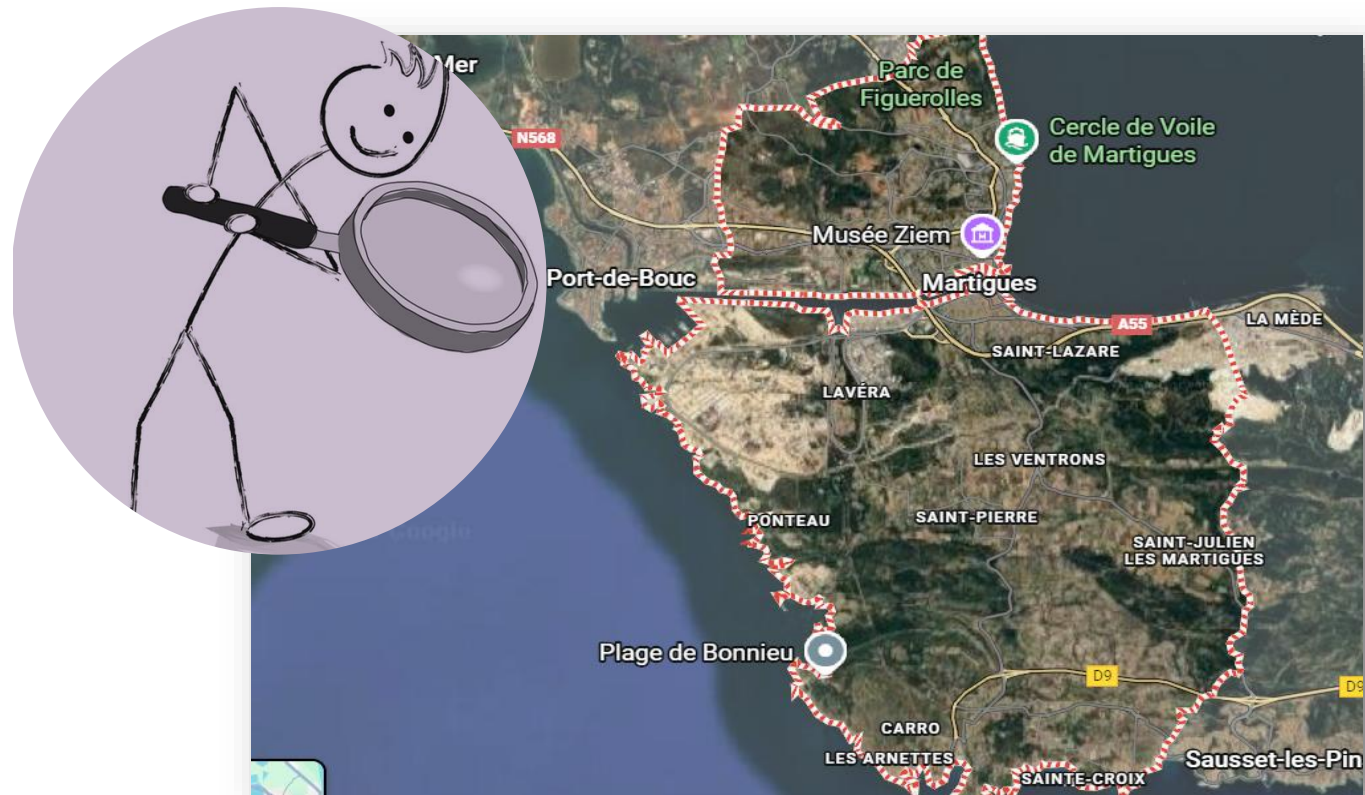 Mer
Parc de
Figuerolles
N568
Cercle de Voile
de Martigues
Musée Ziem
Port-de-Bouc
Martigues
A55
LA MÈDE
SAINT-LAZARE
LAVÉRA
LES VENTRONS
PONTEAU
SAINT-PIERRE
SAINT-JULIEN
LES MARTIGUES
Plage de Bonnieu
D9
D9
CARRO
LES ARNETTES
Sausset-les-Pin
SAINTE-CROIX